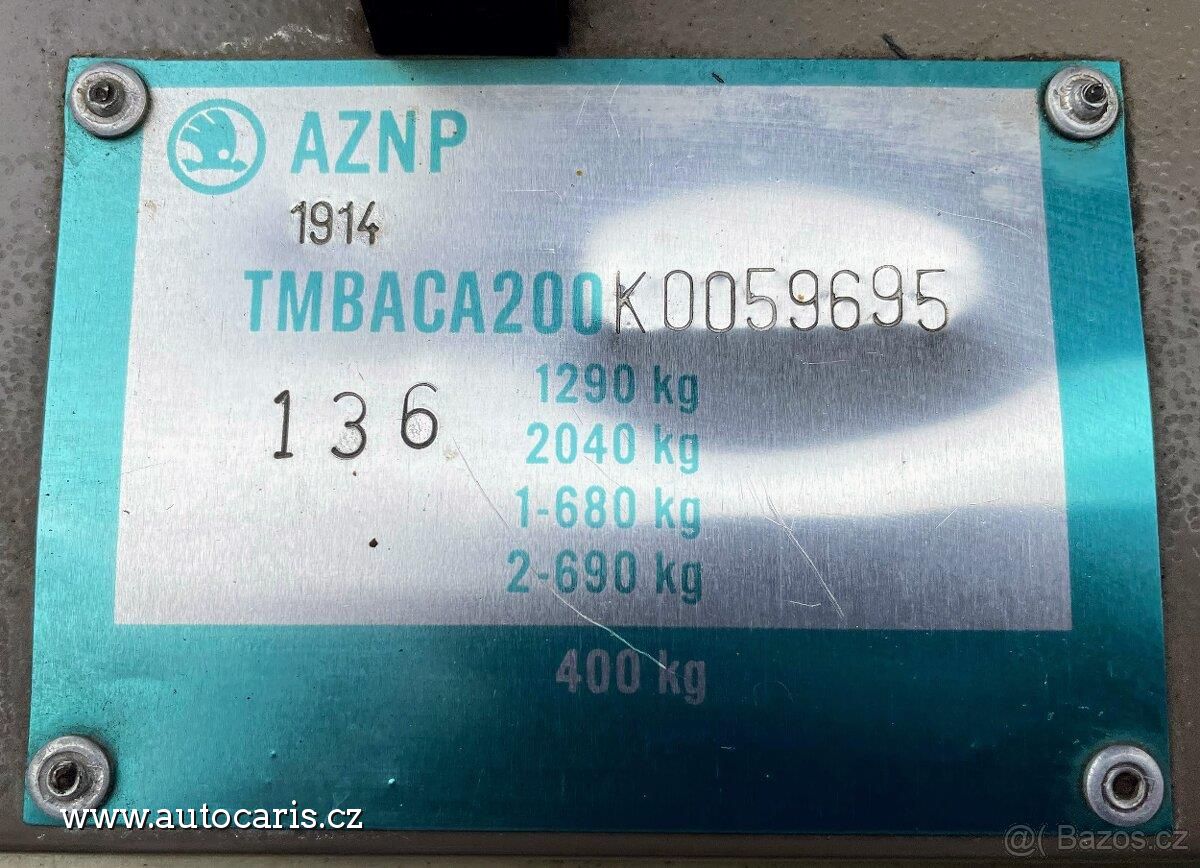 AZNP
1914
TMBACA200K0059695
136
1290 kg
2040 kg
1-680 kg
2-690 kg
400 kg
www.autocaris.cz
@( Bazos.cz